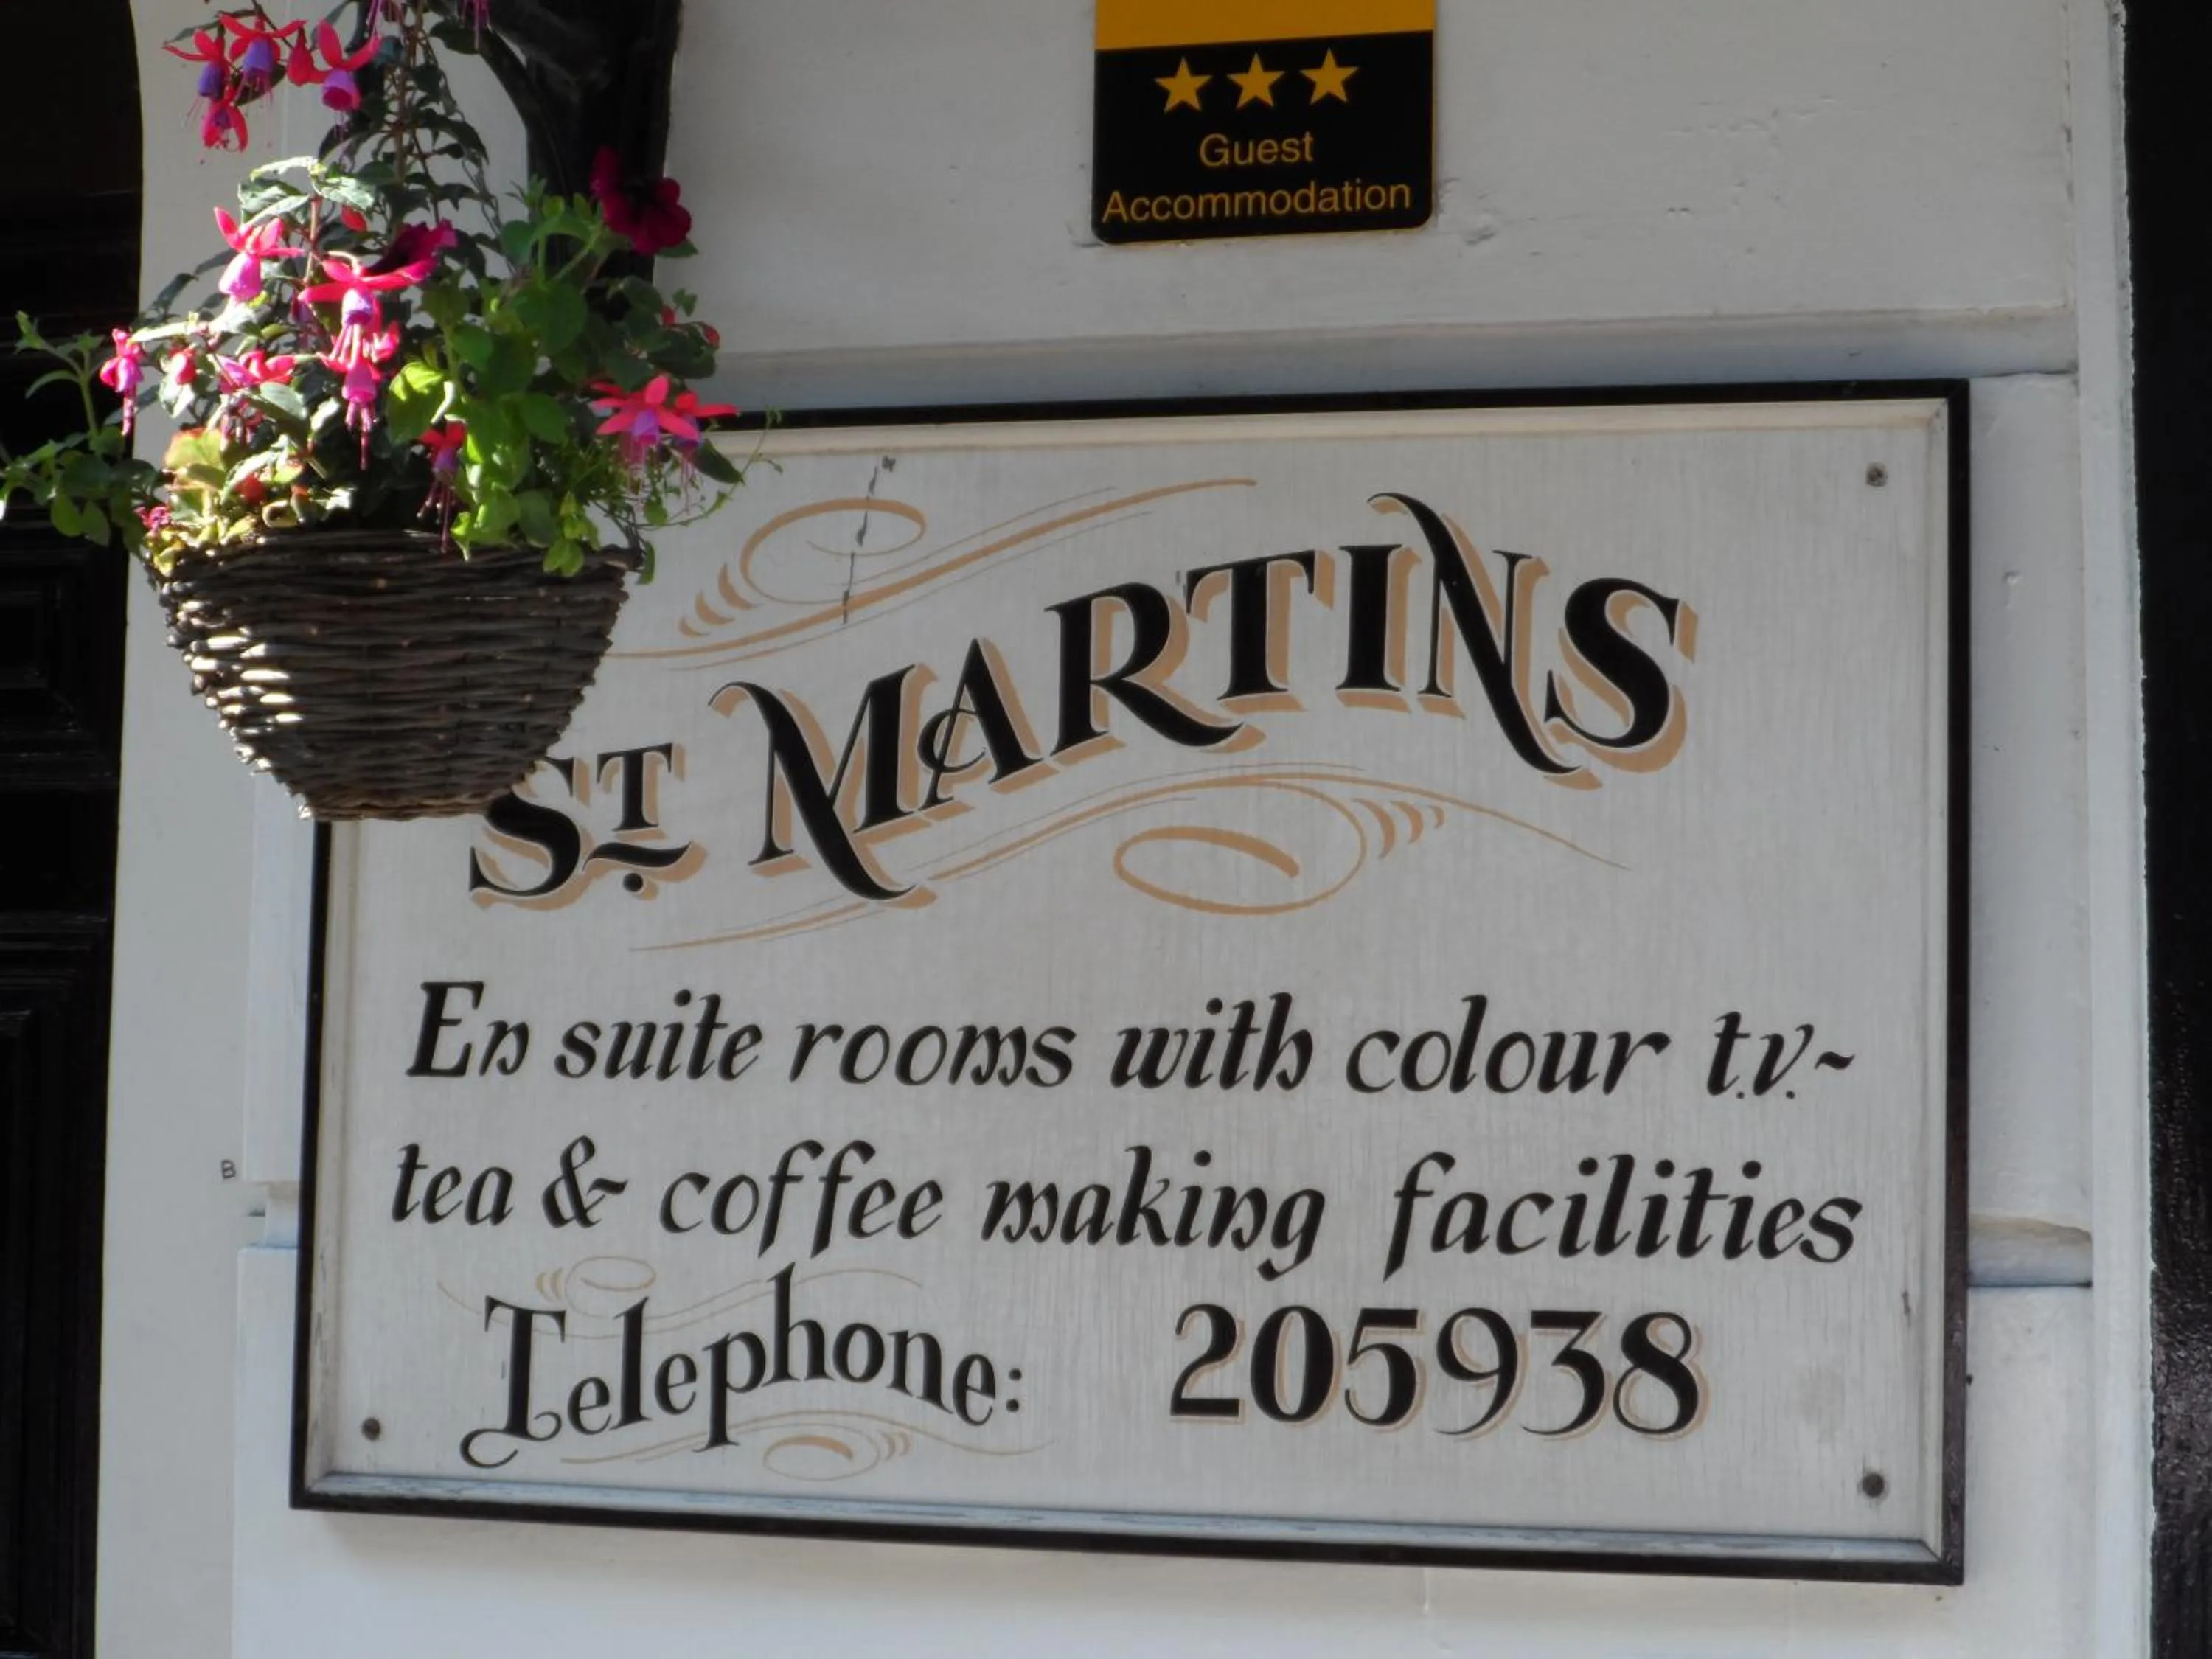 Guest
Accommodation
ST. MARTINS
En suite rooms with colour t.v.~
tea & coffee making facilities
Telephone: 205938
B